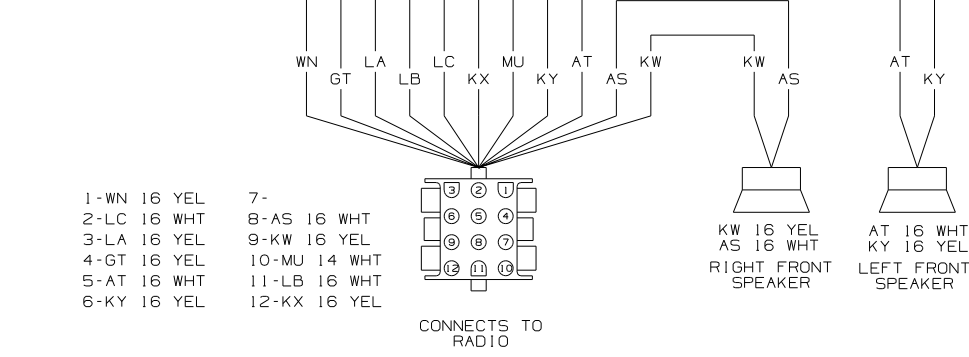 WN
GT
LA
LB
LC
KX
MU
KY
AT
AS
KW
KW
AS
AT
KY
3 2 1
6 5 4
9 8 7
12 11 10
1-WN 16 YEL
2-LC 16 WHT
3-LA 16 YEL
4-GT 16 YEL
5-AT 16 WHT
6-KY 16 YEL
7-
8-AS 16 WHT
9-KW 16 YEL
10-MU 14 WHT
11-LB 16 WHT
12-KX 16 YEL
CONNECTS TO
RADIO
KW 16 YEL
AS 16 WHT
RIGHT FRONT
SPEAKER
AT 16 WHT
KY 16 YEL
LEFT FRONT
SPEAKER